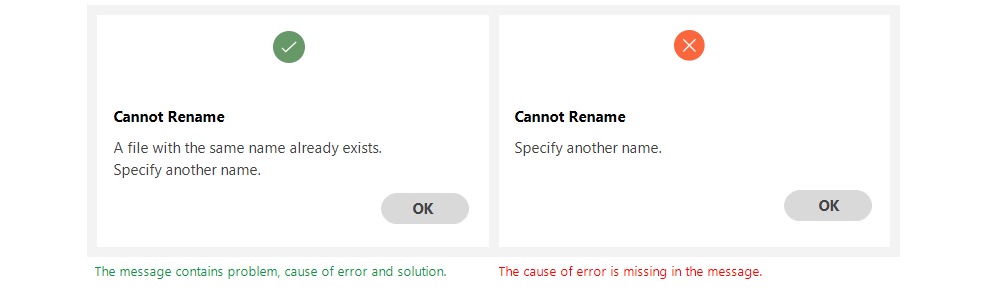 Cannot Rename
A file with the same name already exists.
Specify another name.
OK
The message contains problem, cause of error and solution.
Cannot Rename
Specify another name.
OK
The cause of error is missing in the message.